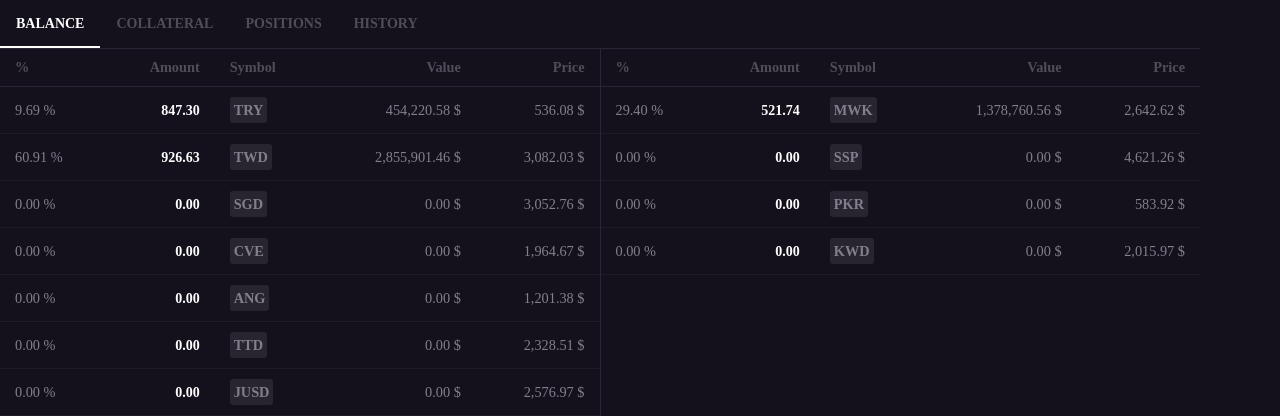 BALANCE COLLATERAL POSITIONS HISTORY
% Amount Symbol Value Price
9.69 % 847.30 TRY 454,220.58 $ 536.08 $
60.91 % 926.63 TWD 2,855,901.46 $ 3,082.03 $
0.00 % 0.00 SGD 0.00 $ 3,052.76 $
0.00 % 0.00 CVE 0.00 $ 1,964.67 $
0.00 % 0.00 ANG 0.00 $ 1,201.38 $
0.00 % 0.00 TTD 0.00 $ 2,328.51 $
0.00 % 0.00 JUSD 0.00 $ 2,576.97 $
% Amount Symbol Value Price
29.40 % 521.74 MWK 1,378,760.56 $ 2,642.62 $
0.00 % 0.00 SSP 0.00 $ 4,621.26 $
0.00 % 0.00 PKR 0.00 $ 583.92 $
0.00 % 0.00 KWD 0.00 $ 2,015.97 $